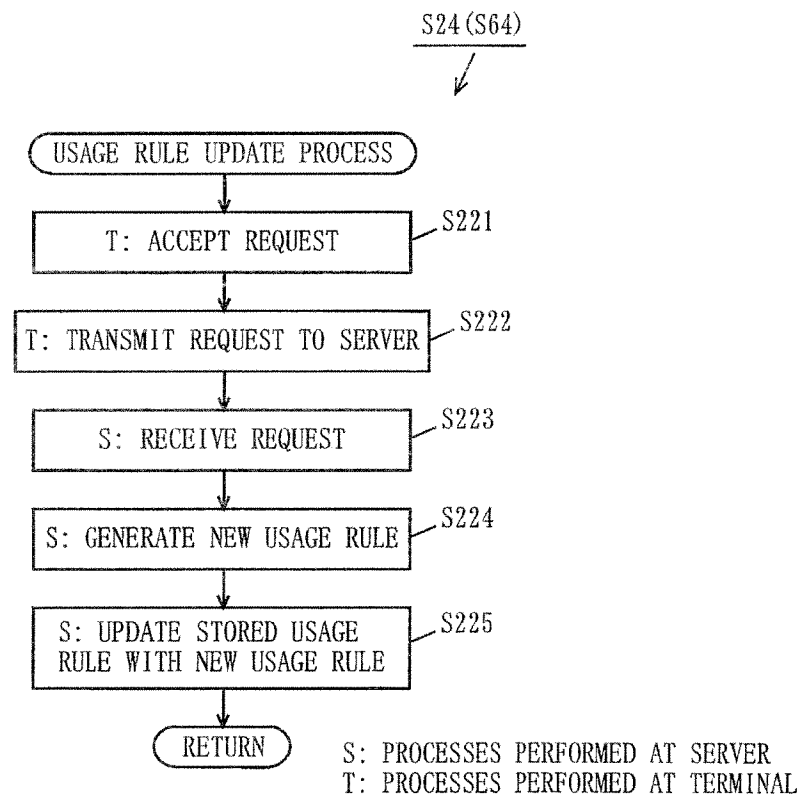 S24(S64)
USAGE RULE UPDATE PROCESS
T: ACCEPT REQUEST
S221
T: TRANSMIT REQUEST TO SERVER
S222
S: RECEIVE REQUEST
S223
S: GENERATE NEW USAGE RULE
S224
S: UPDATE STORED USAGE
RULE WITH NEW USAGE RULE
S225
RETURN
S: PROCESSES PERFORMED AT SERVER
T: PROCESSES PERFORMED AT TERMINAL